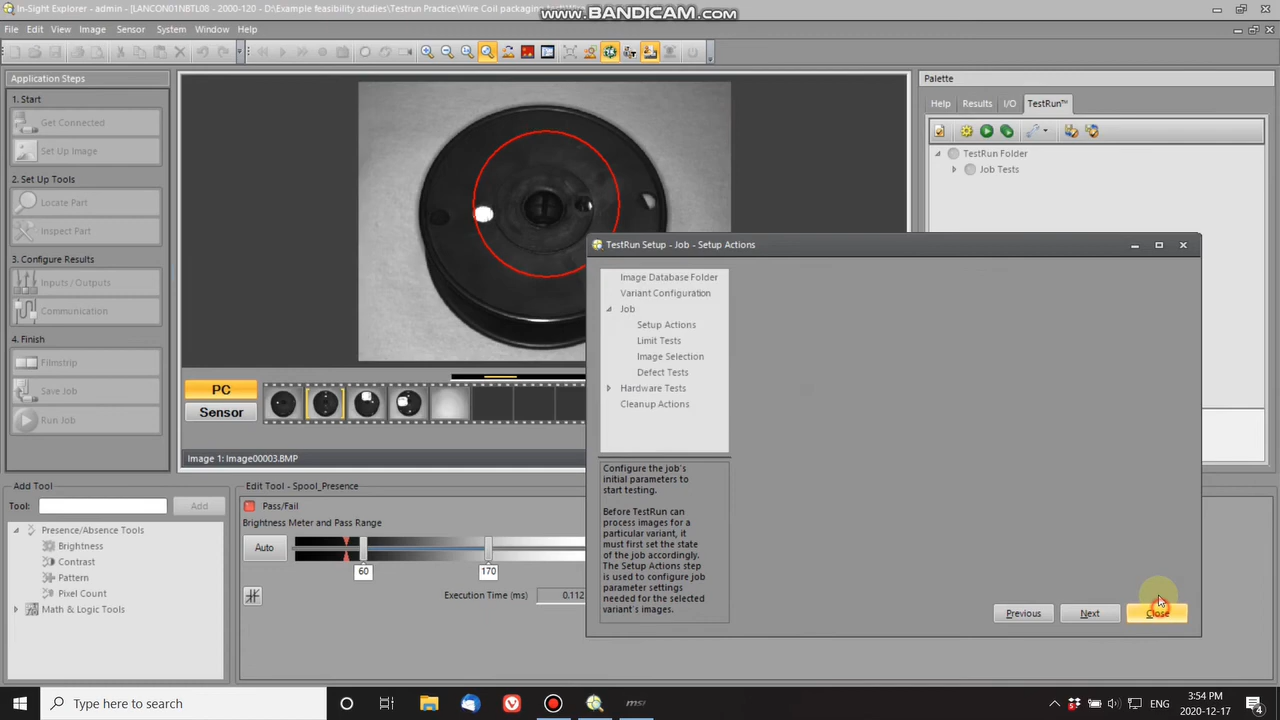 In-Sight Explorer - admin - [LANCON01NBTL08 - 2000-120 - D:\Example feasibility studies\Testrun Practice\Wire Coil packaging test\
www.BANDICAM.com
File Edit View Image Sensor System Window Help
Application Steps
1. Start
Get Connected
Set Up Image
2. Set Up Tools
Locate Part
Inspect Part
3. Configure Results
Inputs / Outputs
Communication
4. Finish
Filmstrip
Save Job
Run Job
PC
Sensor
Image 1: Image00003.BMP
Palette
Help Results I/O TestRun™
TestRun Folder
Job Tests
TestRun Setup - Job - Setup Actions
Image Database Folder
Variant Configuration
Job
Setup Actions
Limit Tests
Image Selection
Defect Tests
Hardware Tests
Cleanup Actions
Configure the job's
initial parameters to
start testing.
Before TestRun can
process images for a
particular variant, it
must first set the state
of the job accordingly.
The Setup Actions step
is used to configure job
parameter settings
needed for the selected
variant's images.
Previous Next Close
Add Tool
Tool: Add
Presence/Absence Tools
Brightness
Contrast
Pattern
Pixel Count
Math & Logic Tools
Edit Tool - Spool_Presence
Pass/Fail
Brightness Meter and Pass Range
Auto
60 170
Execution Time (ms) 0.112
Type here to search
msi
ENG
3:54 PM
2020-12-17
4